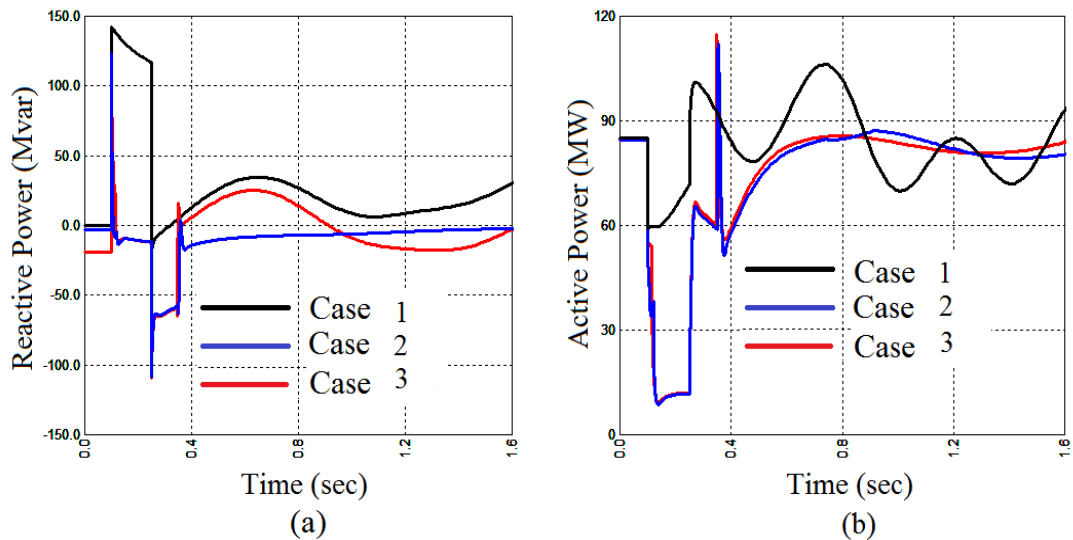 150.0
100.0
50.0
0.0
-50.0
-100.0
-150.0
Reactive Power (Mvar)
Case 1
Case 2
Case 3
0.0
0.4
0.8
1.2
1.6
Time (sec)
(a)
120
90
60
30
0
Active Power (MW)
Case 1
Case 2
Case 3
0.0
0.4
0.8
1.2
1.6
Time (sec)
(b)